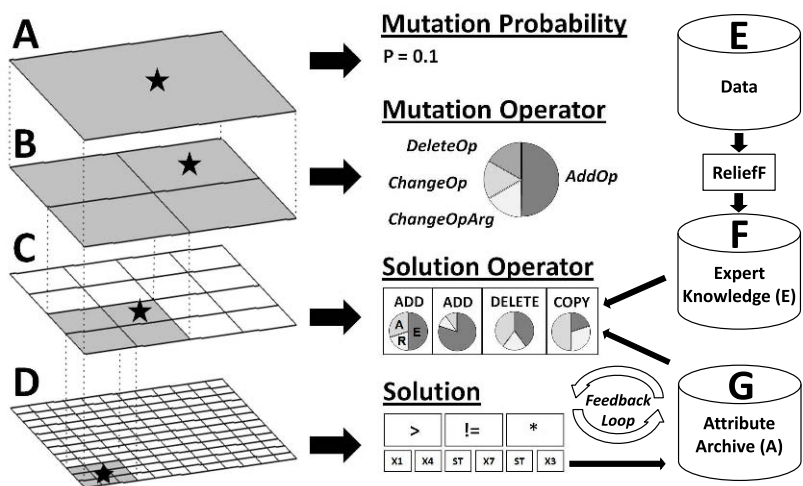 A
Mutation Probability
P = 0.1
B
Mutation Operator
DeleteOp
ChangeOp
ChangeOpArg
AddOp
C
Solution Operator
ADD ADD DELETE COPY
A
R
E
D
Solution
> != *
X1 X4 ST X7 ST X3
Feedback
Loop
E
Data
ReliefF
F
Expert
Knowledge (E)
G
Attribute
Archive (A)